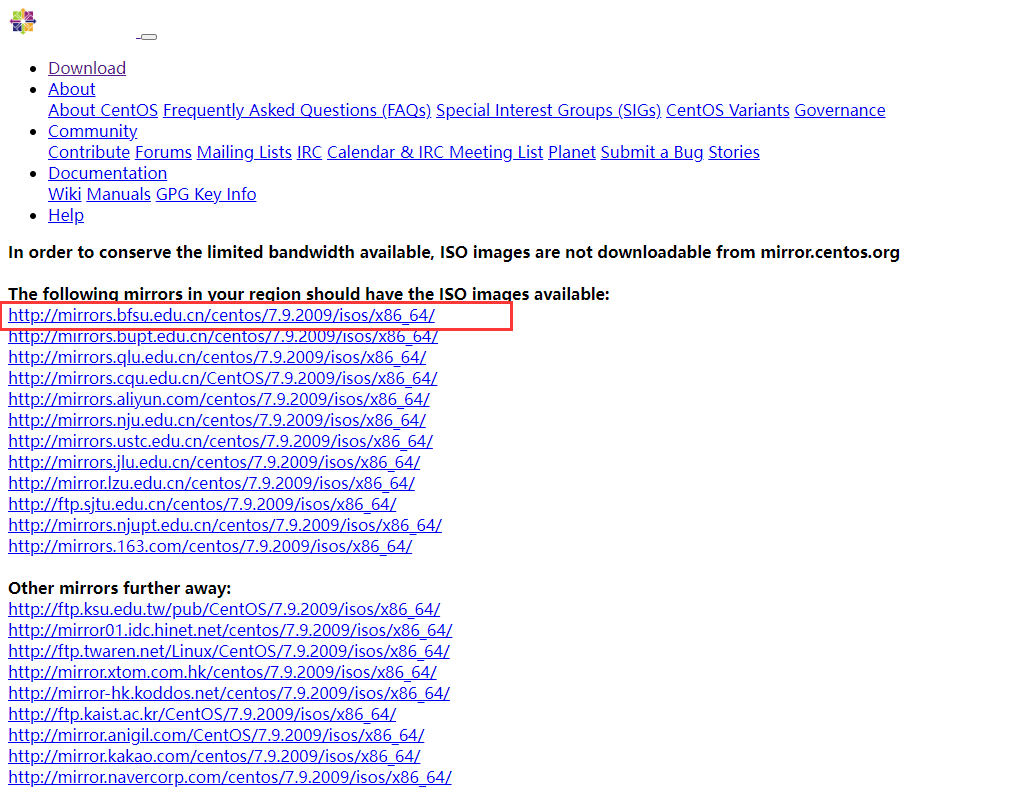 Download
About
About CentOS Frequently Asked Questions (FAQs) Special Interest Groups (SIGs) CentOS Variants Governance
Community
Contribute Forums Mailing Lists IRC Calendar & IRC Meeting List Planet Submit a Bug Stories
Documentation
Wiki Manuals GPG Key Info
Help
In order to conserve the limited bandwidth available, ISO images are not downloadable from mirror.centos.org
The following mirrors in your region should have the ISO images available:
http://mirrors.bfsu.edu.cn/centos/7.9.2009/isos/x86_64/
http://mirrors.bupt.edu.cn/centos/7.9.2009/isos/x86_64/
http://mirrors.qlu.edu.cn/centos/7.9.2009/isos/x86_64/
http://mirrors.cqu.edu.cn/CentOS/7.9.2009/isos/x86_64/
http://mirrors.aliyun.com/centos/7.9.2009/isos/x86_64/
http://mirrors.nju.edu.cn/centos/7.9.2009/isos/x86_64/
http://mirrors.ustc.edu.cn/centos/7.9.2009/isos/x86_64/
http://mirrors.jlu.edu.cn/centos/7.9.2009/isos/x86_64/
http://mirror.lzu.edu.cn/centos/7.9.2009/isos/x86_64/
http://ftp.sjtu.edu.cn/centos/7.9.2009/isos/x86_64/
http://mirrors.njupt.edu.cn/centos/7.9.2009/isos/x86_64/
http://mirrors.163.com/centos/7.9.2009/isos/x86_64/
Other mirrors further away:
http://ftp.ksu.edu.tw/pub/CentOS/7.9.2009/isos/x86_64/
http://mirror01.idc.hinet.net/centos/7.9.2009/isos/x86_64/
http://ftp.twaren.net/Linux/CentOS/7.9.2009/isos/x86_64/
http://mirror.xtom.com.hk/centos/7.9.2009/isos/x86_64/
http://mirror-hk.koddos.net/centos/7.9.2009/isos/x86_64/
http://ftp.kaist.ac.kr/CentOS/7.9.2009/isos/x86_64/
http://mirror.anigil.com/CentOS/7.9.2009/isos/x86_64/
http://mirror.kakao.com/centos/7.9.2009/isos/x86_64/
http://mirror.navercorp.com/centos/7.9.2009/isos/x86_64/